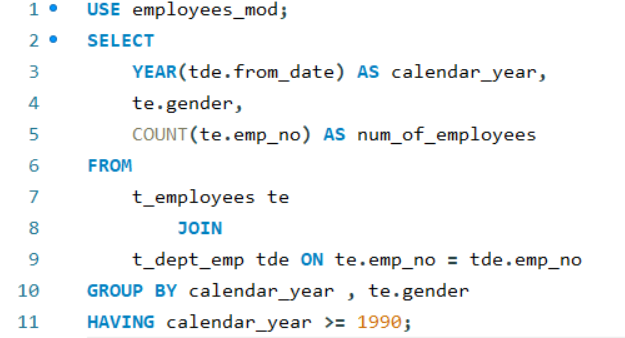 1 USE employees_mod;
2 SELECT
3 YEAR(tde.from_date) AS calendar_year,
4 te.gender,
5 COUNT(te.emp_no) AS num_of_employees
6 FROM
7 t_employees te
8 JOIN
9 t_dept_emp tde ON te.emp_no = tde.emp_no
10 GROUP BY calendar_year , te.gender
11 HAVING calendar_year >= 1990;